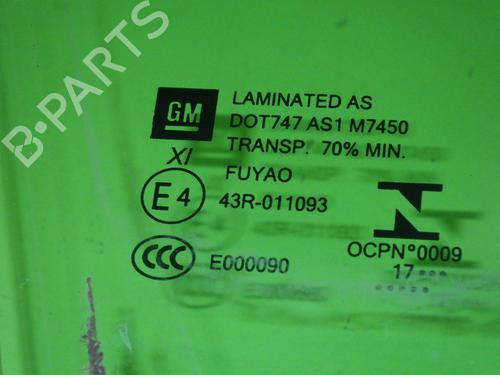 B-PARTS
GM
LAMINATED AS
DOT747 AS1 M7450
TRANSP. 70% MIN.
XI
FUYAO
E4
43R-011093
CCC
E000090
OCPN°0009
17